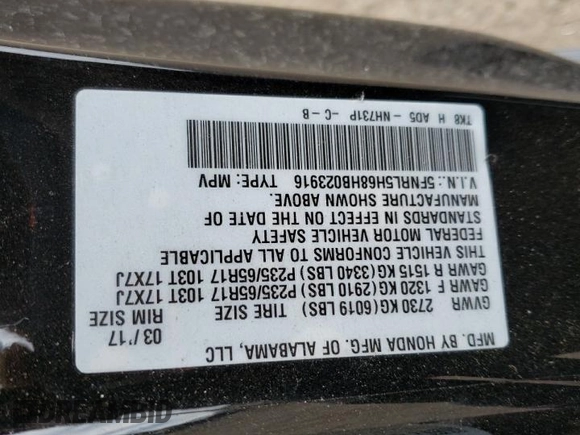 MFD. BY HONDA MFG. OF ALABAMA, LLC 03/'17
GVWR 2730 KG(6019 LBS) TIRE SIZE RIM SIZE
GAWR F 1320 KG(2910 LBS) P235/65R17 103T 17X7J
GAWR R 1515 KG(3340 LBS) P235/65R17 103T 17X7J
THIS VEHICLE CONFORMS TO ALL APPLICABLE
FEDERAL MOTOR VEHICLE SAFETY
STANDARDS IN EFFECT ON THE DATE OF
MANUFACTURE SHOWN ABOVE.
V.I.N.: 5FNRL5H68HB023916 TYPE: MPV
TK8 H AD5 - NH731P -C-B
DREAMBID